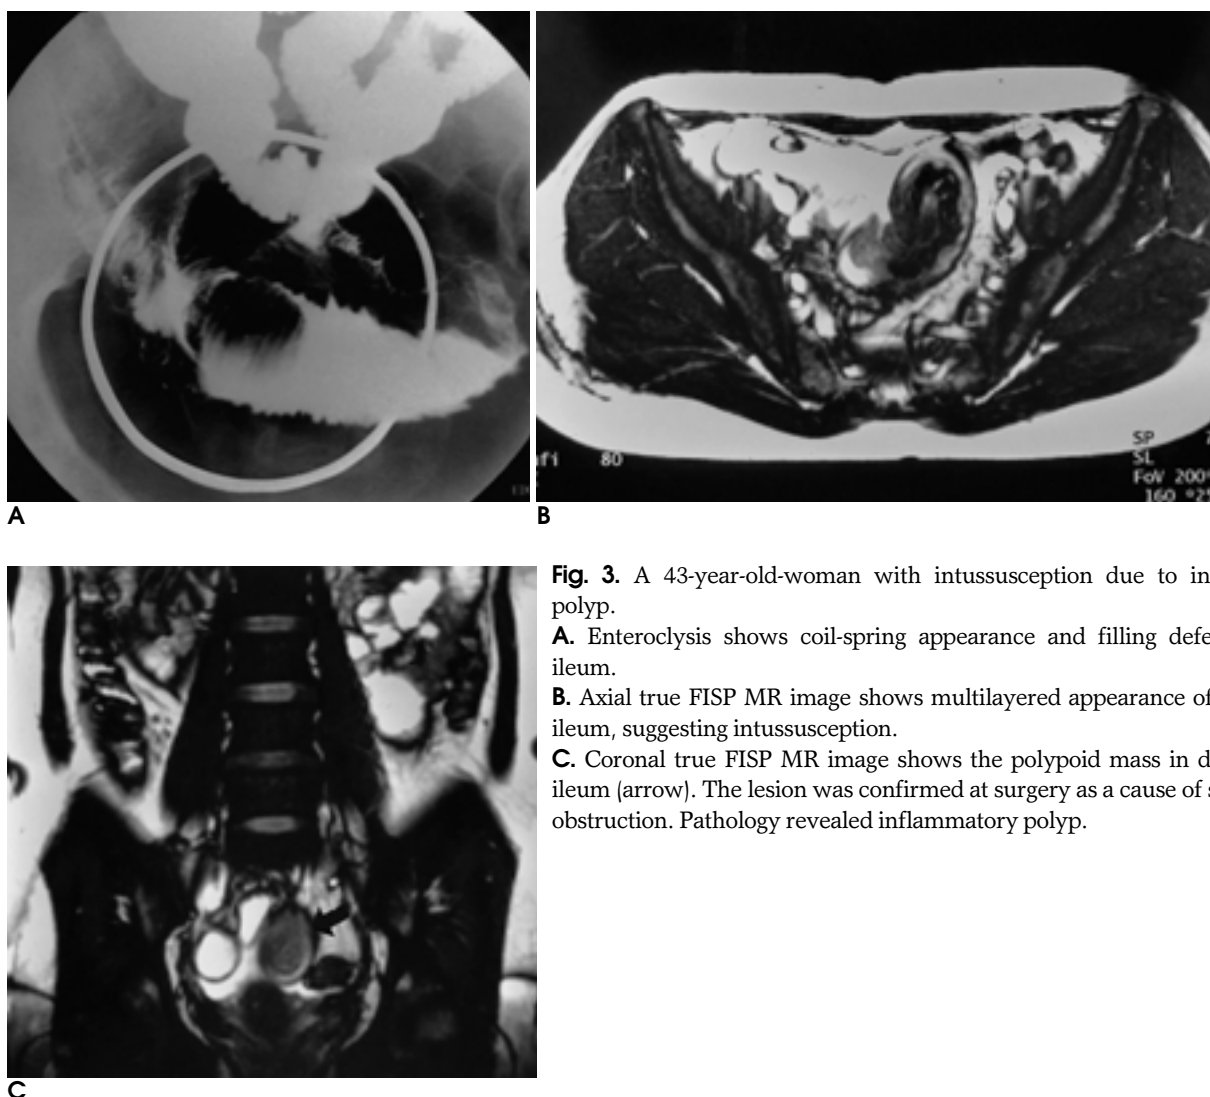 A
B
SP
SL
FoV 200
160
80
Fig. 3. A 43-year-old-woman with intussusception due to in
polyp.
A. Enteroclysis shows coil-spring appearance and filling defe
ileum.
B. Axial true FISP MR image shows multilayered appearance of
ileum, suggesting intussusception.
C. Coronal true FISP MR image shows the polypoid mass in d
ileum (arrow). The lesion was confirmed at surgery as a cause of s
obstruction. Pathology revealed inflammatory polyp.
C